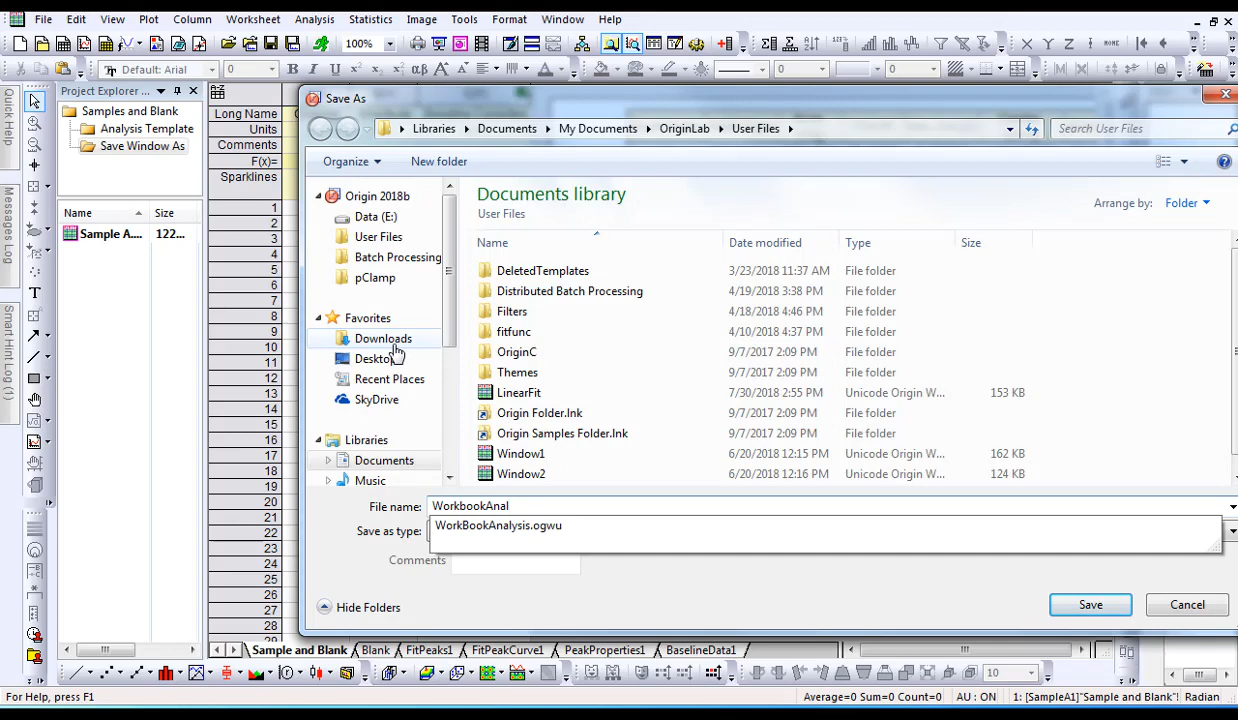 File Edit View Plot Column Worksheet Analysis Statistics Image Tools Format Window Help
100%
Default: Arial 0 B I U αβ A A A 0 0
Project Explorer
Quick Help
Messages Log
Smart Hint Log (1)
Samples and Blank
Analysis Template
Save Window As
Name Size
Sample A.... 122...
Long Name
Units
Comments
F(x)=
Sparklines
1
2
3
4
5
6
7
8
9
10
11
12
13
14
15
16
17
18
19
20
21
22
23
24
25
26
27
28
29
Save As
Libraries Documents My Documents OriginLab User Files
Search User Files
Organize New folder
Origin 2018b
Data (E:)
User Files
Batch Processing
pClamp
Favorites
Downloads
Desktop
Recent Places
SkyDrive
Libraries
Documents
Music
Documents library
User Files
Arrange by: Folder
Name Date modified Type Size
DeletedTemplates 3/23/2018 11:37 AM File folder
Distributed Batch Processing 4/19/2018 3:38 PM File folder
Filters 4/18/2018 4:46 PM File folder
fitfunc 4/10/2018 4:37 PM File folder
OriginC 9/7/2017 2:09 PM File folder
Themes 9/7/2017 2:09 PM File folder
LinearFit 7/30/2018 2:55 PM Unicode Origin W... 153 KB
Origin Folder.lnk 9/7/2017 2:09 PM File folder
Origin Samples Folder.lnk 9/7/2017 2:09 PM File folder
Window1 6/20/2018 12:15 PM Unicode Origin W... 162 KB
Window2 6/20/2018 12:16 PM Unicode Origin W... 124 KB
File name: WorkbookAnal
WorkBookAnalysis.ogwu
Save as type:
Comments
Hide Folders
Save Cancel
Sample and Blank Blank FitPeaks1 FitPeakCurve1 PeakProperties1 BaselineData1
10
For Help, press F1
Average=0 Sum=0 Count=0 AU : ON 1: [SampleA1]"Sample and Blank"! Radian